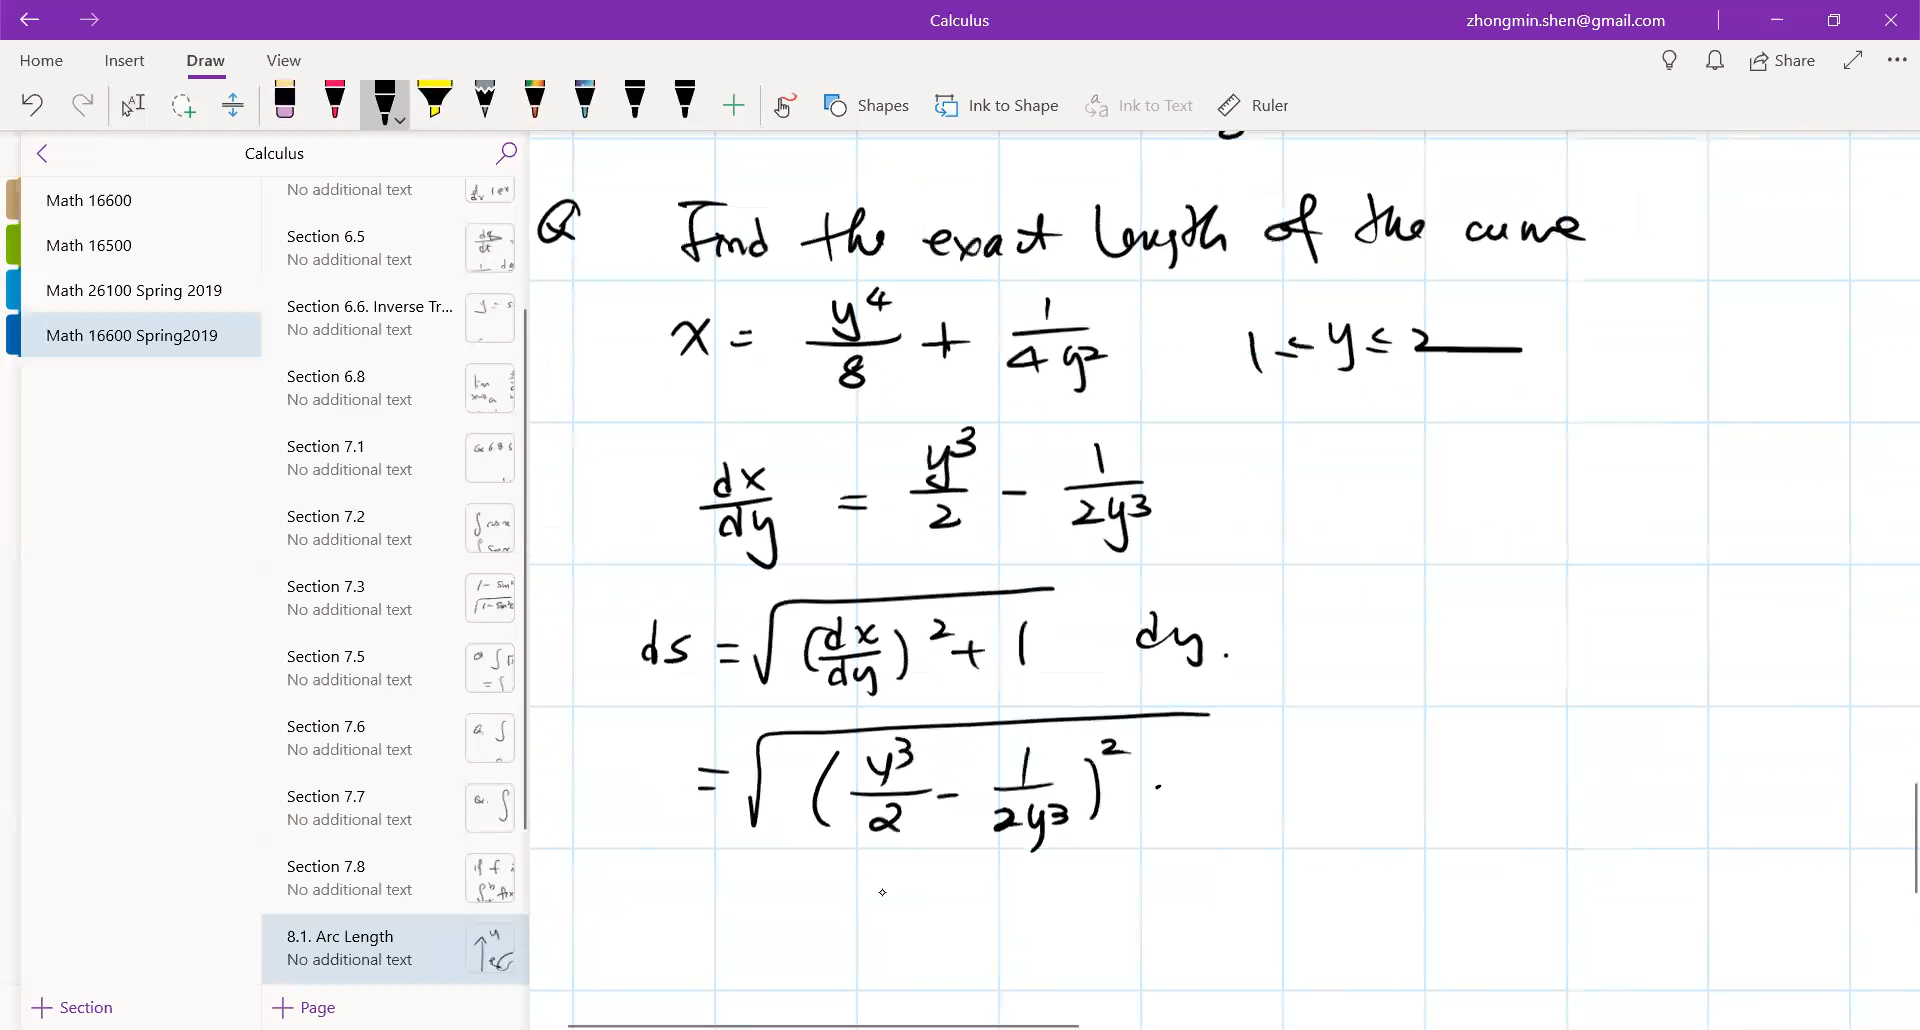 Calculus
zhongmin.shen@gmail.com
Home Insert Draw View
Share
Shapes Ink to Shape Ink to Text Ruler
Calculus
Math 16600
Math 16500
Math 26100 Spring 2019
Math 16600 Spring2019
No additional text
Section 6.5
No additional text
Section 6.6. Inverse Tr...
No additional text
Section 6.8
No additional text
Section 7.1
No additional text
Section 7.2
No additional text
Section 7.3
No additional text
Section 7.5
No additional text
Section 7.6
No additional text
Section 7.7
No additional text
Section 7.8
No additional text
8.1. Arc Length
No additional text
+ Section
+ Page
Q Find the exact length of the curve
x = y^4/8 + 1/(4y^2) 1 ≤ y ≤ 2
dx/dy = y^3/2 - 1/(2y^3)
ds = √((dx/dy)^2 + 1) dy.
= √((y^3/2 - 1/(2y^3))^2 .